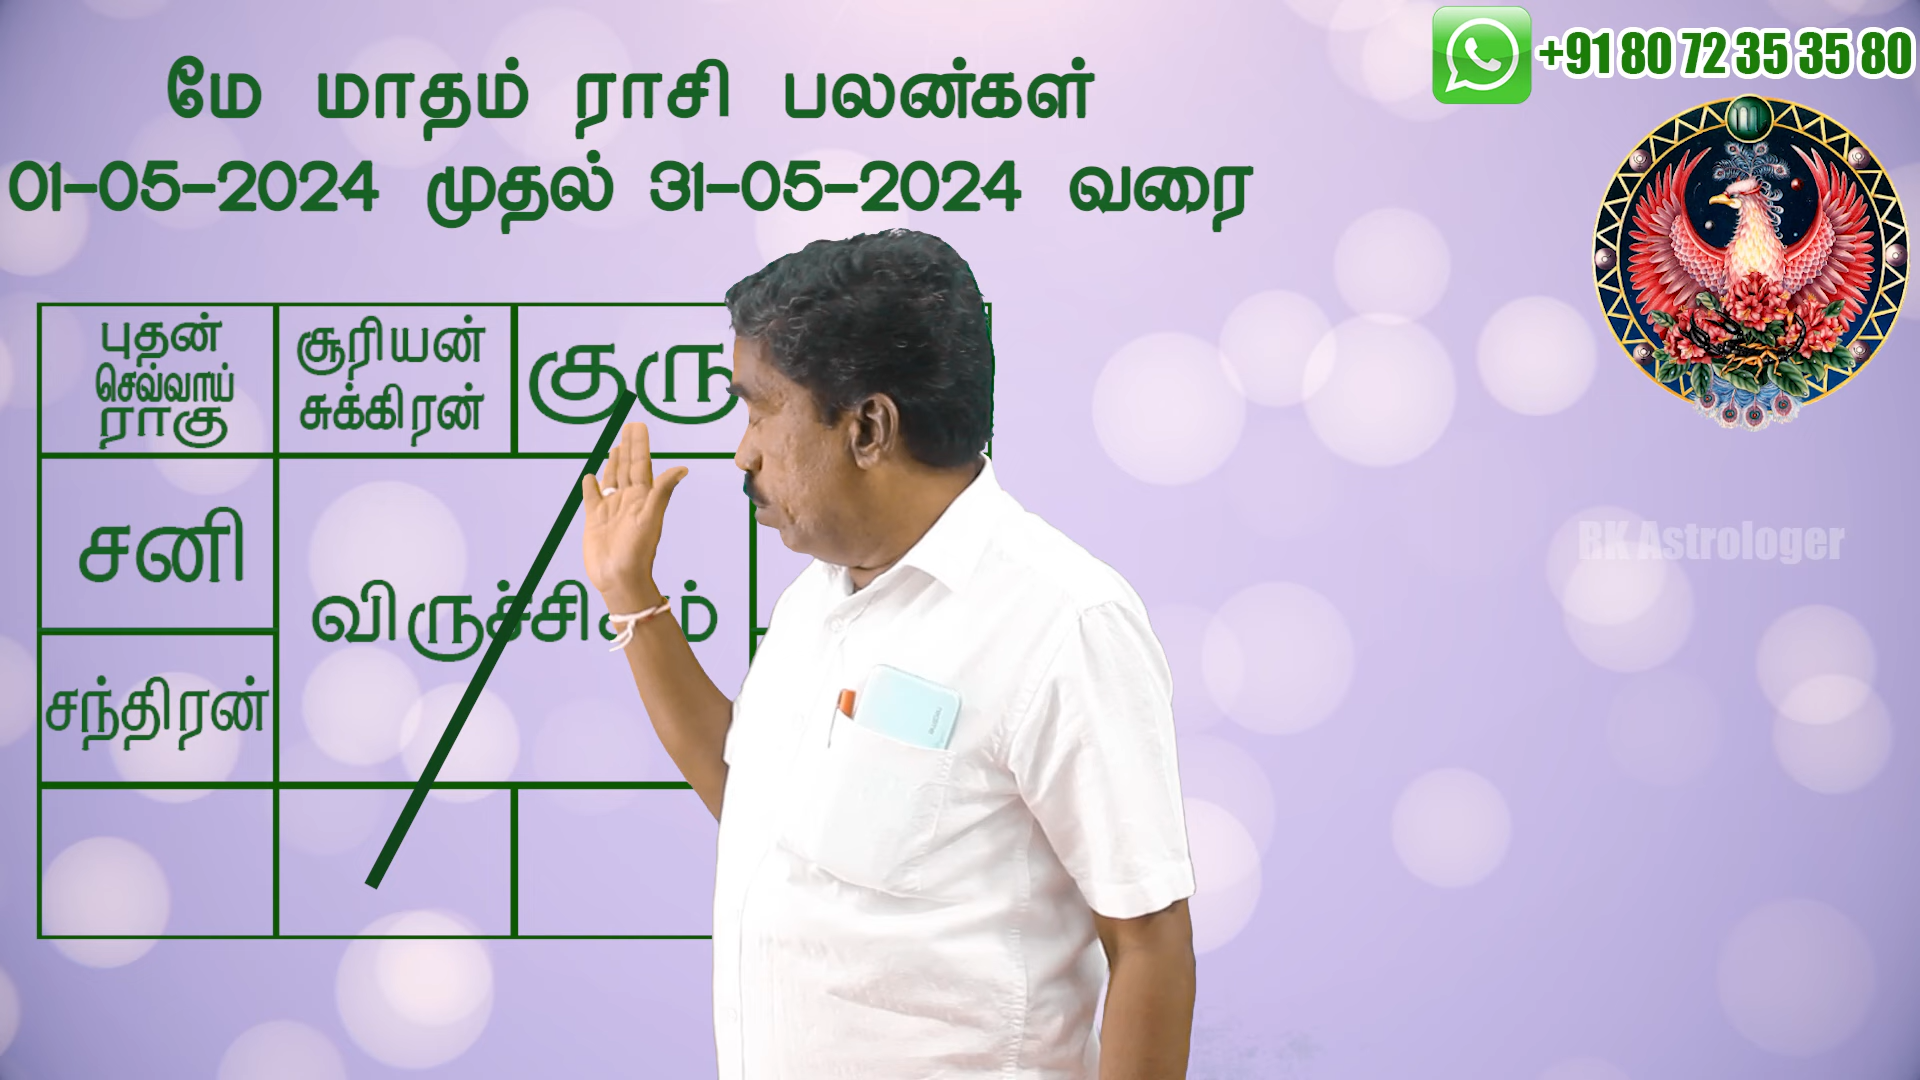 +91 80 72 35 35 80
மே மாதம் ராசி பலன்கள்
01-05-2024 முதல் 31-05-2024 வரை
புதன்
செவ்வாய்
ராகு
சூரியன்
சுக்கிரன்
குரு
சனி
சந்திரன்
RK Astrologer